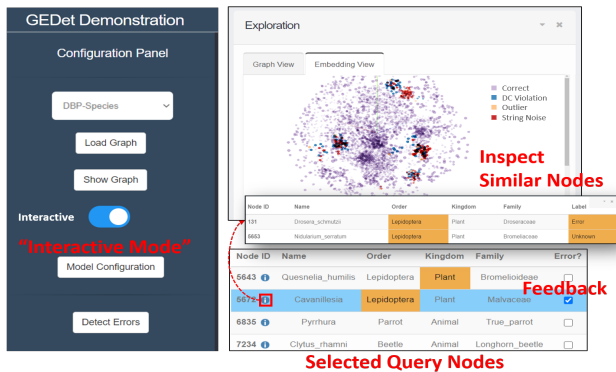 GEDet Demonstration
Configuration Panel
DBP-Species
Load Graph
Show Graph
Interactive
"Interactive Mode"
Model Configuration
Detect Errors
Exploration
Graph View Embedding View
Correct
DC Violation
Outlier
String Noise
Inspect
Similar Nodes
Node ID Name Order Kingdom Family Label
131 Drosera_schmutzii Lepidoptera Plant Droseraceae Error
5653 Nidularium_serratum Lepidoptera Plant Bromeliaceae Unknown
Node ID Name Order Kingdom Family Error?
5643 Quesnelia_humilis Lepidoptera Plant Bromelioideae
Feedback
5672 Cavanillesia Lepidoptera Plant Malvaceae
6835 Pyrrhura Parrot Animal True_parrot
7234 Clytus_rhamni Beetle Animal Longhorn_beetle
Selected Query Nodes